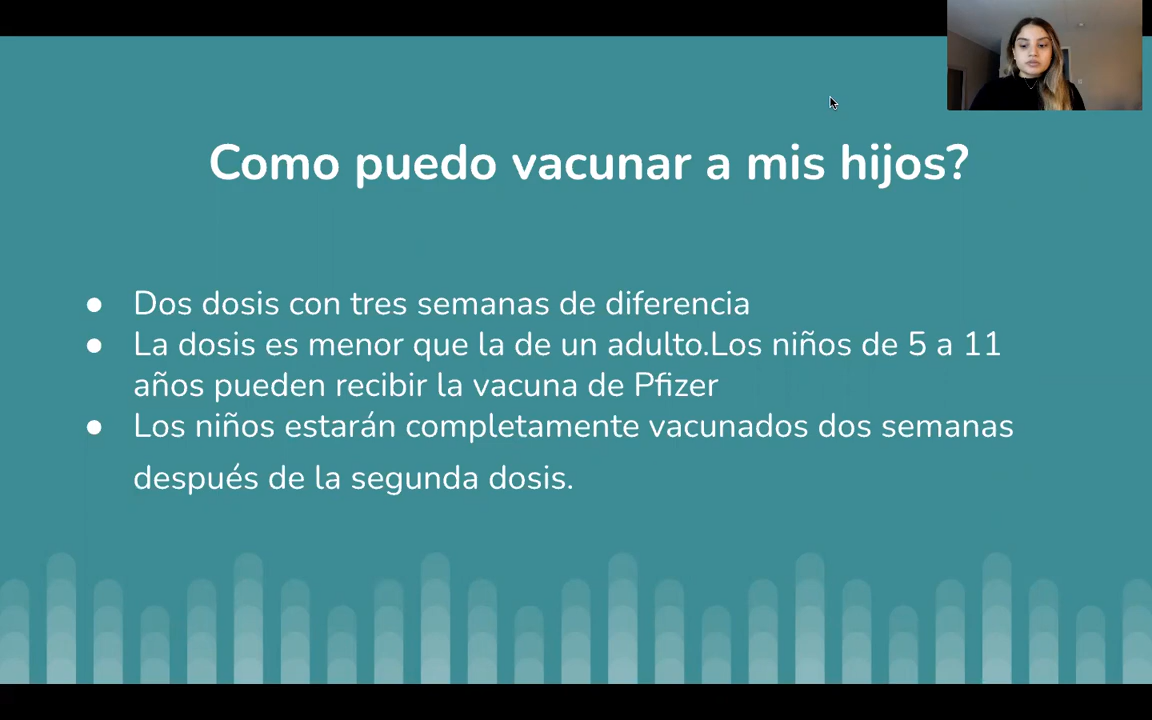 Como puedo vacunar a mis hijos?
● Dos dosis con tres semanas de diferencia
● La dosis es menor que la de un adulto.Los niños de 5 a 11
años pueden recibir la vacuna de Pfizer
● Los niños estarán completamente vacunados dos semanas
después de la segunda dosis.